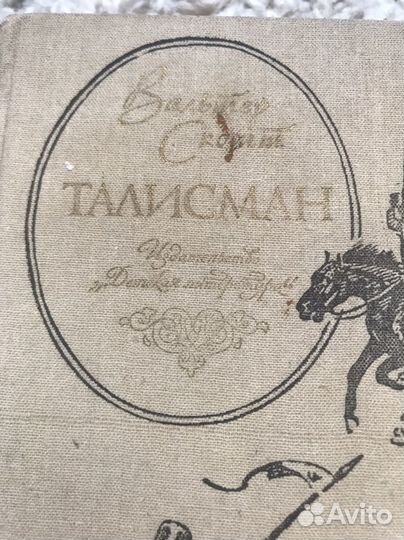 Вальтер
Скотт
ТАЛИСМАН
Издательство
„Детская литература"
Avito